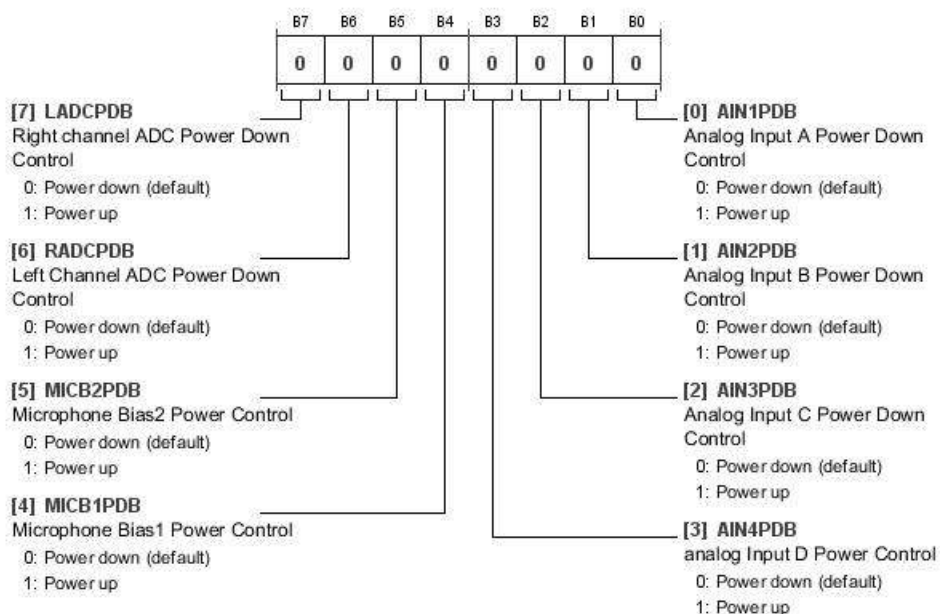 B7 B6 B5 B4 B3 B2 B1 B0
0 0 0 0 0 0 0 0
[7] LADCPDB
Right channel ADC Power Down
Control
0: Power down (default)
1: Power up
[6] RADCPDB
Left Channel ADC Power Down
Control
0: Power down (default)
1: Power up
[5] MICB2PDB
Microphone Bias2 Power Control
0: Power down (default)
1: Power up
[4] MICB1PDB
Microphone Bias1 Power Control
0: Power down (default)
1: Power up
[0] AIN1PDB
Analog Input A Power Down
Control
0: Power down (default)
1: Power up
[1] AIN2PDB
Analog Input B Power Down
Control
0: Power down (default)
1: Power up
[2] AIN3PDB
Analog Input C Power Down
Control
0: Power down (default)
1: Power up
[3] AIN4PDB
analog Input D Power Control
0: Power down (default)
1: Power up